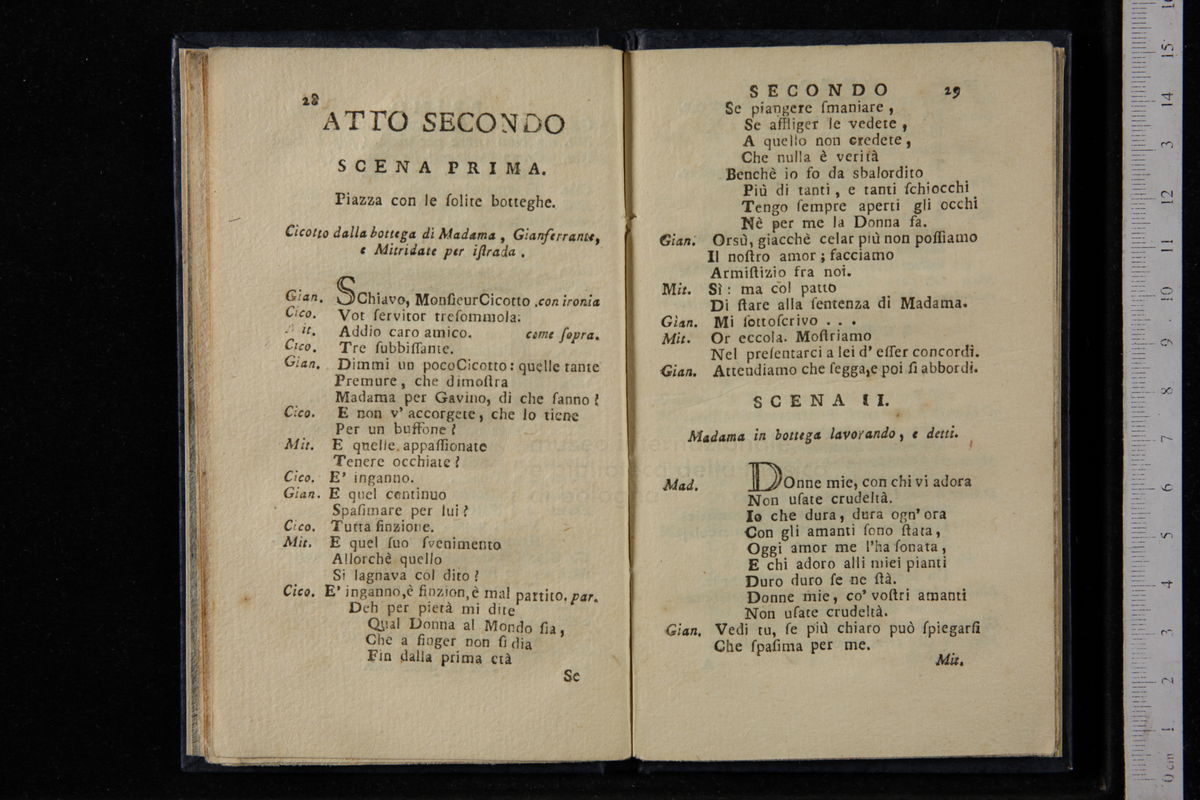 28
ATTO SECONDO
SCENA PRIMA.
Piazza con le ſolite botteghe.
Cicotto dalla bottega di Madama, Gianferrante,
e Mitridate per iſtrada.
Gian. SChiavo, Monſieur Cicotto. con ironia
Cico. Vot ſervitor treſommola.
it. Addio caro amico. come ſopra.
Cico. Tre ſubbiſſante.
Gian. Dimmi un poco Cicotto: quelle tante
Premure, che dimoſtra
Madama per Gavino, di che ſanno?
Cico. E non v' accorgete, che lo tiene
Per un buffone?
Mit. E quelle appaſſionate
Tenere occhiate?
Cico. E' inganno.
Gian. E quel continuo
Spaſimare per lui?
Cico. Tutta finzione.
Mit. E quel ſuo ſvenimento
Allorchè quello
Si lagnava col dito?
Cico. E' inganno, è finzion, è mal partito. par.
Deh per pietà mi dite
Qual Donna al Mondo ſia,
Che a finger non ſi dia
Fin dalla prima età
Se
SECONDO 29
Se piangere ſmaniare,
Se affliger le vedete,
A quello non credete,
Che nulla è verità
Benchè io fo da sbalordito
Più di tanti, e tanti ſchiocchi
Tengo ſempre aperti gli occhi
Nè per me la Donna fa.
Gian. Orsù, giacchè celar più non poſſiamo
Il noſtro amor; facciamo
Armiſtizio fra noi.
Mit. Sì: ma col patto
Di ſtare alla ſentenza di Madama.
Gian. Mi ſottoſcrivo . . .
Mit. Or eccola. Moſtriamo
Nel preſentarci a lei d' eſſer concordi.
Gian. Attendiamo che ſegga, e poi ſi abbordi.
SCENA II.
Madama in bottega lavorando, e detti.
Mad. DOnne mie, con chi vi adora
Non uſate crudeltà.
Io che dura, dura ogn' ora
Con gli amanti ſono ſtata,
Oggi amor me l'ha ſonata,
E chi adoro alli miei pianti
Duro duro ſe ne ſtà.
Donne mie, co' voſtri amanti
Non uſate crudeltà.
Gian. Vedi tu, ſe più chiaro può ſpiegarſi
Che ſpaſima per me.
Mit.